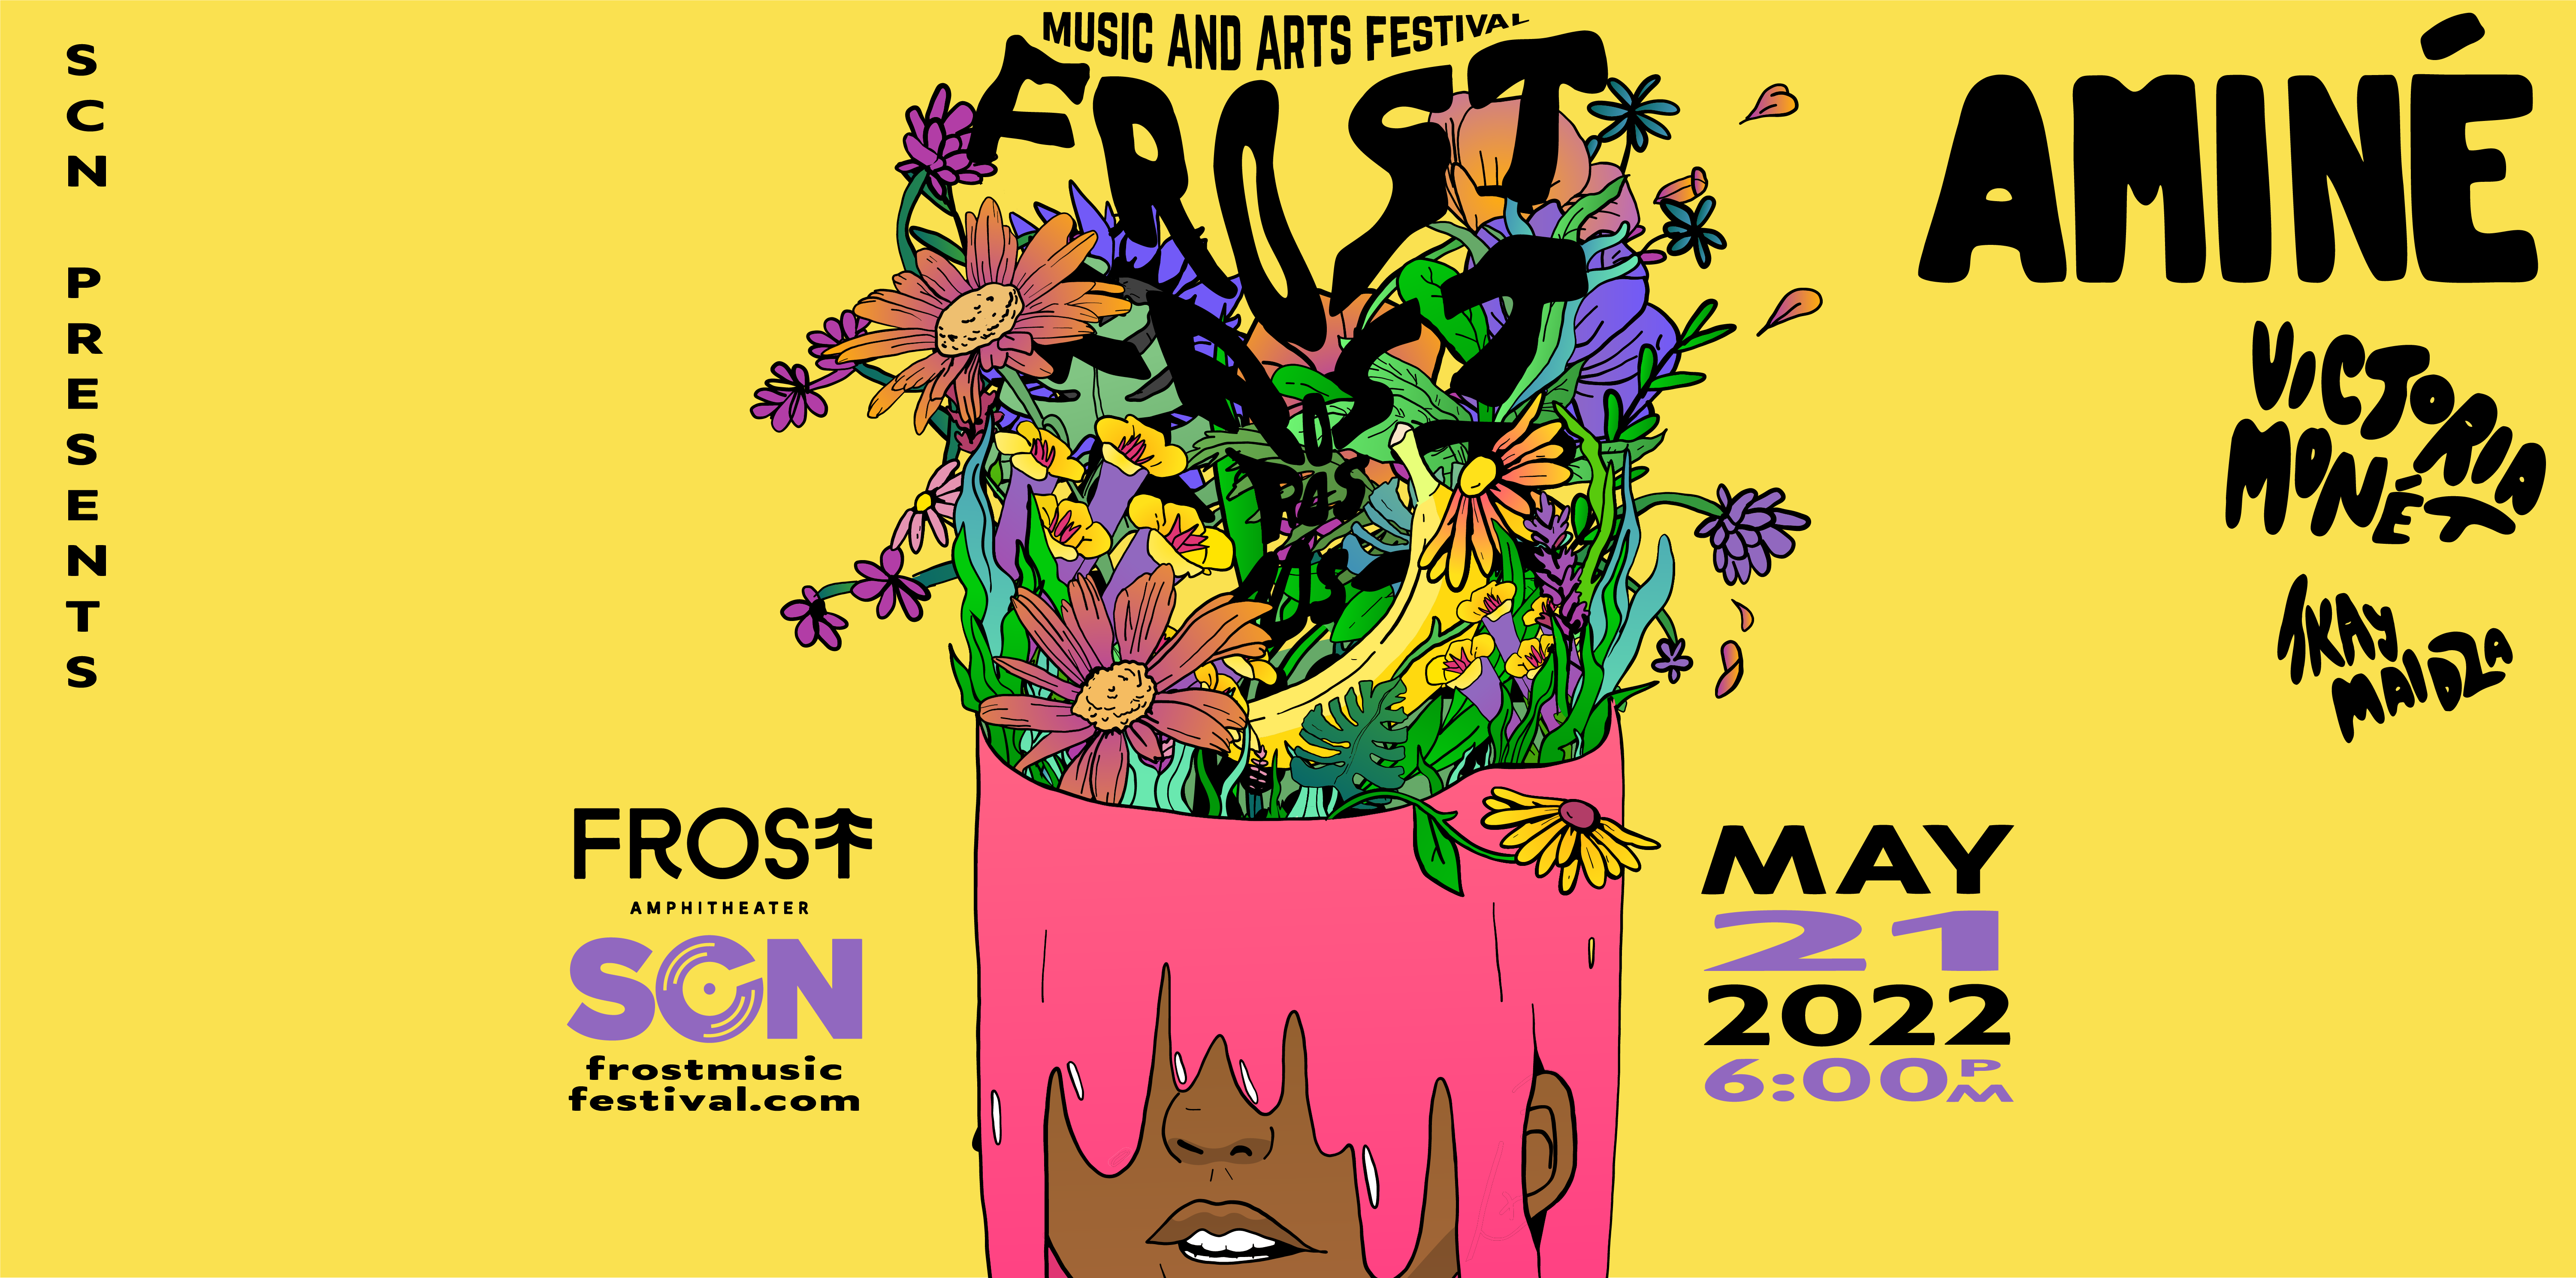 SCN PRESENTS
MUSIC AND ARTS FESTIVAL
FROST
AMINÉ
VICTORIA
MONÉT
TKAY
MAIDZA
FROST
AMPHITHEATER
SCN
frostmusic
festival.com
MAY
21
2022
6:00PM